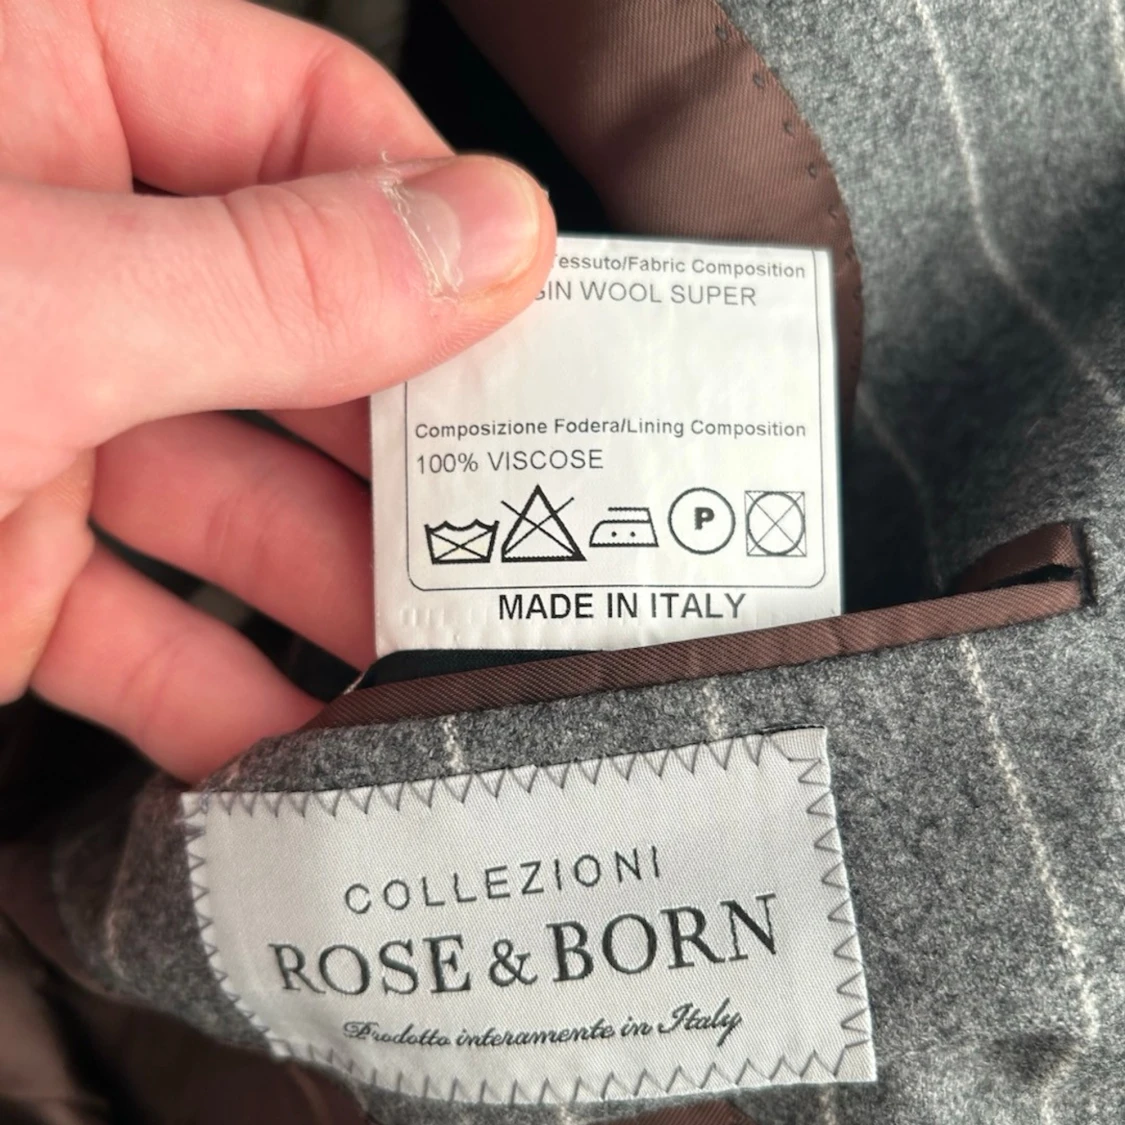 Tessuto/Fabric Composition
WOOL SUPER
Composizione Fodera/Lining Composition
100% VISCOSE
P
MADE IN ITALY
COLLEZIONI
ROSE & BORN
Prodotto interamente in Italy